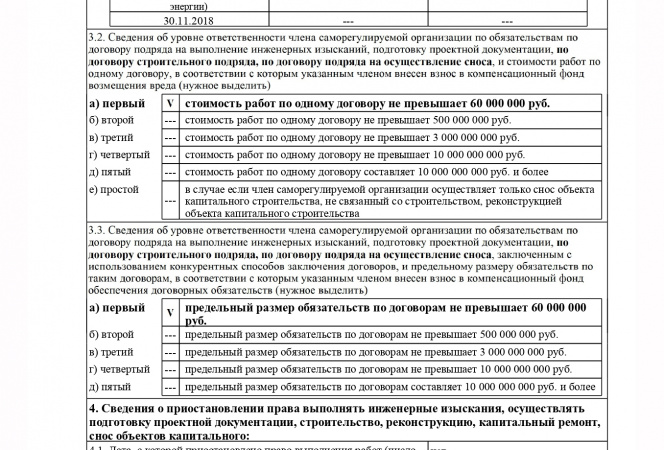 энергии)
30.11.2018 --- ---
3.2. Сведения об уровне ответственности члена саморегулируемой организации по обязательствам по
договору подряда на выполнение инженерных изысканий, подготовку проектной документации, по
договору строительного подряда, по договору подряда на осуществление сноса, и стоимости работ по
одному договору, в соответствии с которым указанным членом внесен взнос в компенсационный фонд
возмещения вреда (нужное выделить)
а) первый V стоимость работ по одному договору не превышает 60 000 000 руб.
б) второй --- стоимость работ по одному договору не превышает 500 000 000 руб.
в) третий --- стоимость работ по одному договору не превышает 3 000 000 000 руб.
г) четвертый --- стоимость работ по одному договору не превышает 10 000 000 000 руб.
д) пятый --- стоимость работ по одному договору составляет 10 000 000 000 руб. и более
е) простой --- в случае если член саморегулируемой организации осуществляет только снос объекта
капитального строительства, не связанный со строительством, реконструкцией
объекта капитального строительства
3.3. Сведения об уровне ответственности члена саморегулируемой организации по обязательствам по
договору подряда на выполнение инженерных изысканий, подготовку проектной документации, по
договору строительного подряда, по договору подряда на осуществление сноса, заключенным с
использованием конкурентных способов заключения договоров, и предельному размеру обязательств по
таким договорам, в соответствии с которым указанным членом внесен взнос в компенсационный фонд
обеспечения договорных обязательств (нужное выделить)
а) первый V предельный размер обязательств по договорам не превышает 60 000 000
руб.
б) второй --- предельный размер обязательств по договорам не превышает 500 000 000 руб.
в) третий --- предельный размер обязательств по договорам не превышает 3 000 000 000 руб.
г) четвертый --- предельный размер обязательств по договорам не превышает 10 000 000 000 руб.
д) пятый --- предельный размер обязательств по договорам составляет 10 000 000 000 руб. и более
4. Сведения о приостановлении права выполнять инженерные изыскания, осуществлять
подготовку проектной документации, строительство, реконструкцию, капитальный ремонт,
снос объектов капитального:
4.1. Дата, с которой приостановлено право выполнения работ (число,